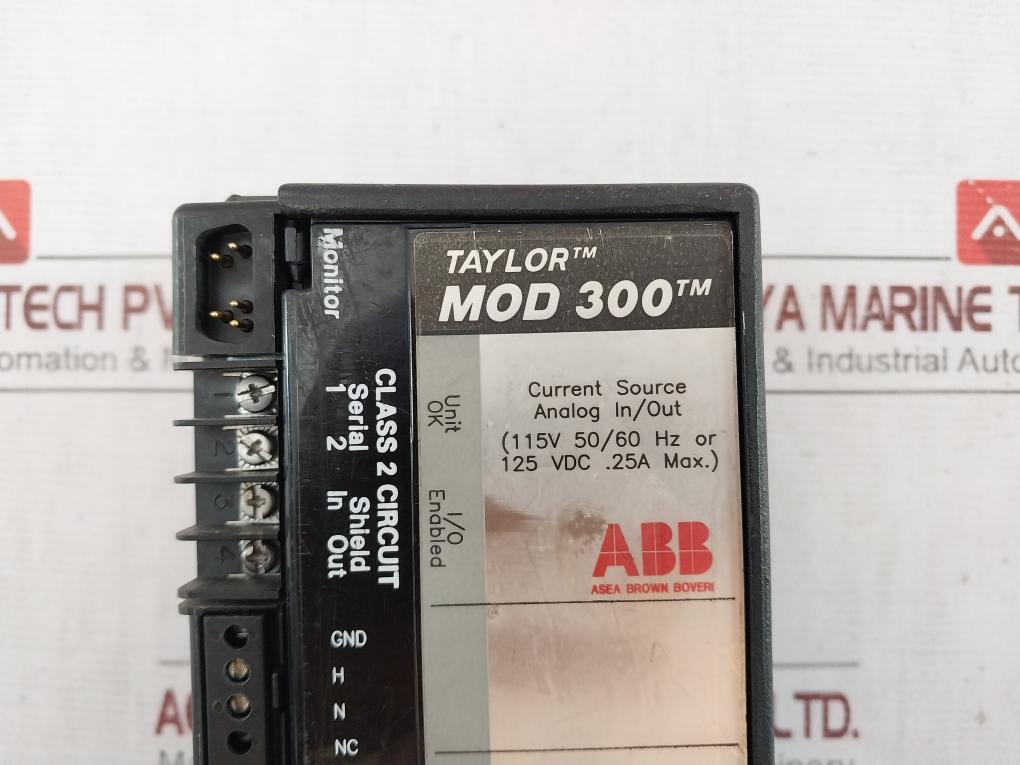 TAYLOR™
MOD 300™
Current Source
Analog In/Out
(115V 50/60 Hz or
125 VDC .25A Max.)
ABB
ASEA BROWN BOVERI
Unit
OK
I/O
Enabled
Monitor
CLASS 2 CIRCUIT
Serial Shield
1 2 In Out
1
2
3
4
GND
H
N
NC
TECH PV
YA MARINE T
omation &
& Industrial Auto
LTD.